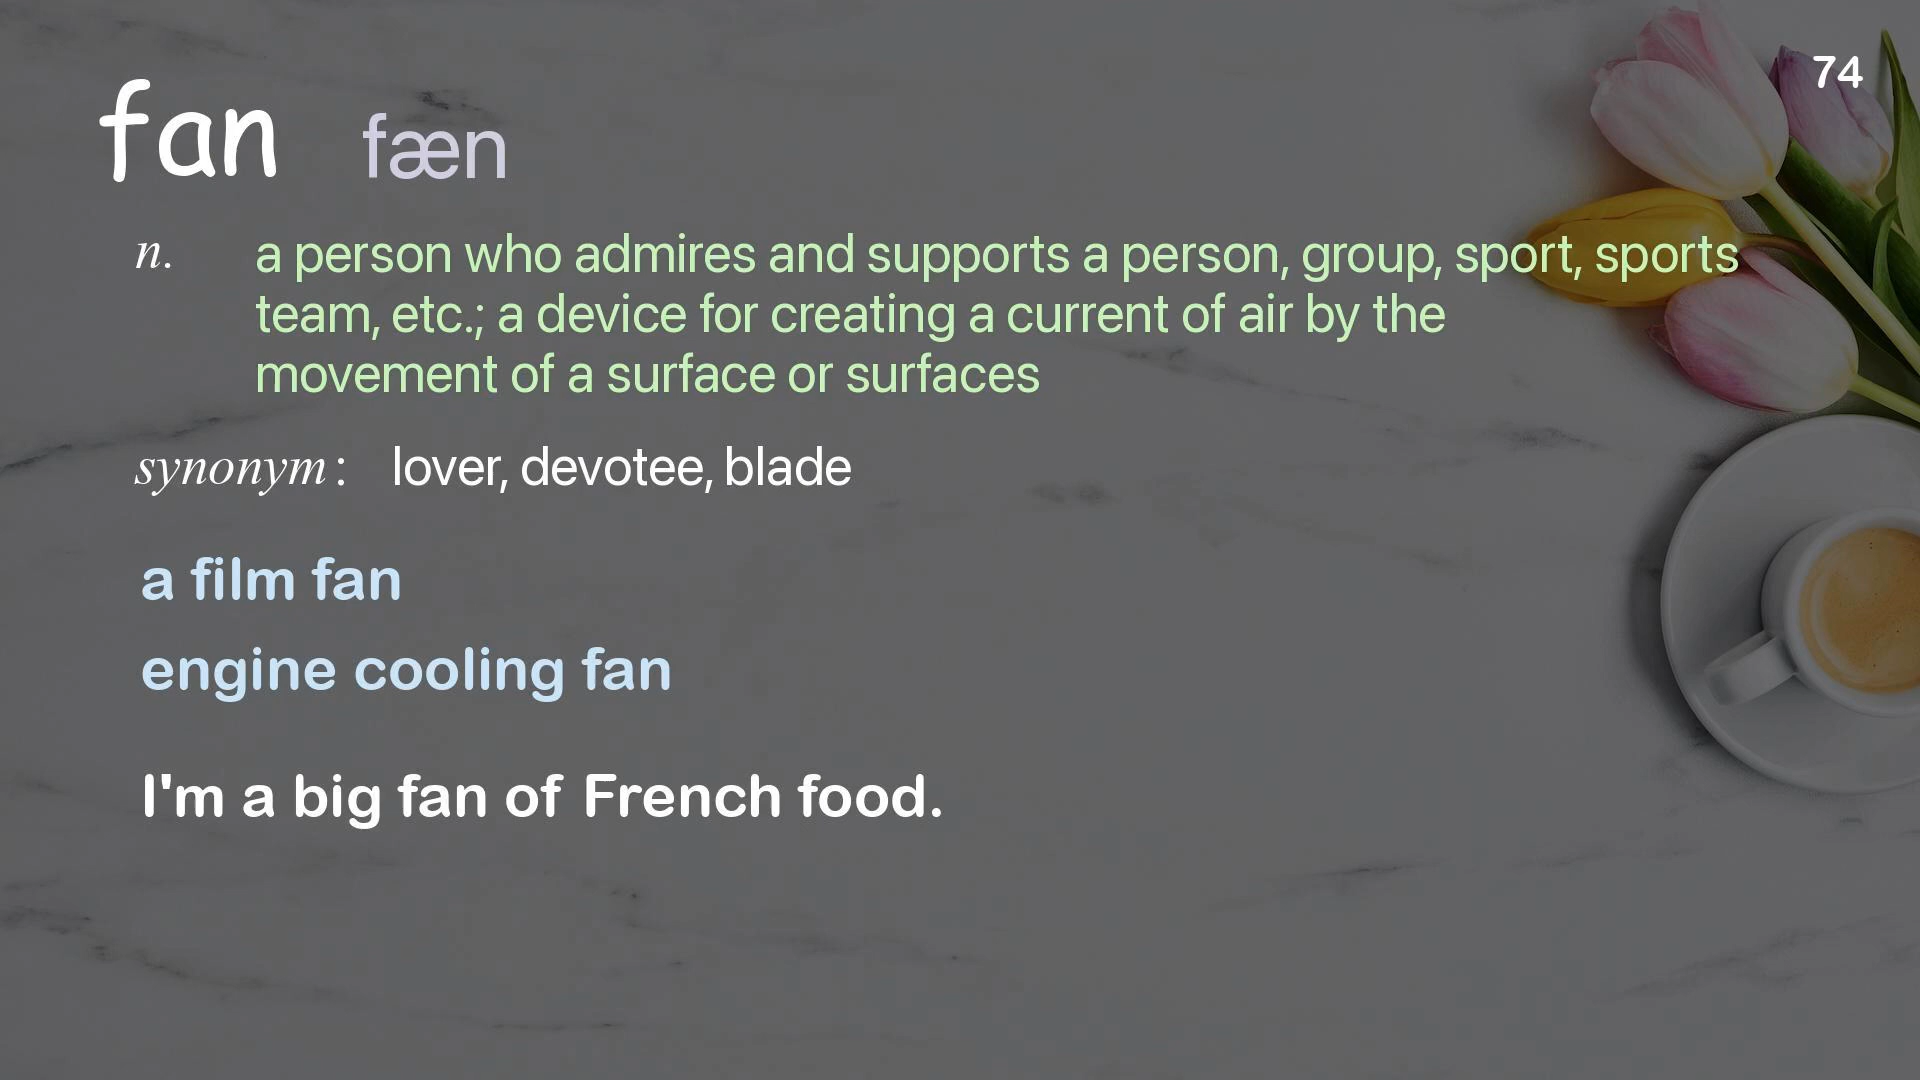 74
fan fæn
n. a person who admires and supports a person, group, sport, sports
team, etc.; a device for creating a current of air by the
movement of a surface or surfaces
synonym: lover, devotee, blade
a film fan
engine cooling fan
I'm a big fan of French food.